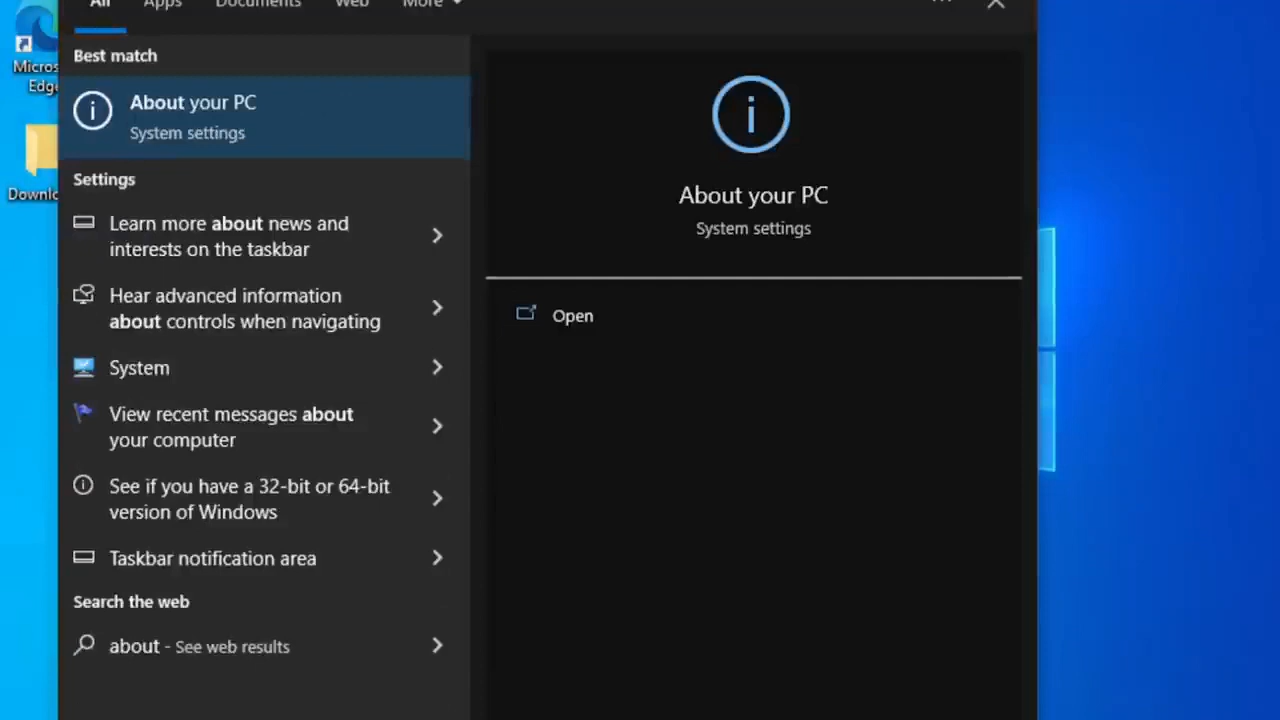 All Apps Documents Web More
Micros
Edge
Downlo
Best match
About your PC
System settings
Settings
Learn more about news and
interests on the taskbar
Hear advanced information
about controls when navigating
System
View recent messages about
your computer
See if you have a 32-bit or 64-bit
version of Windows
Taskbar notification area
Search the web
about - See web results
About your PC
System settings
Open